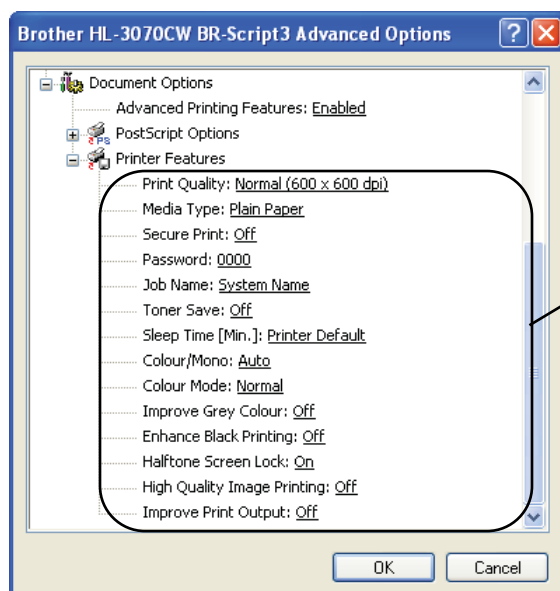 Brother HL-3070CW BR-Script3 Advanced Options
Document Options
Advanced Printing Features: Enabled
PostScript Options
Printer Features
Print Quality: Normal (600 x 600 dpi)
Media Type: Plain Paper
Secure Print: Off
Password: 0000
Job Name: System Name
Toner Save: Off
Sleep Time [Min.]: Printer Default
Colour/Mono: Auto
Colour Mode: Normal
Improve Grey Colour: Off
Enhance Black Printing: Off
Halftone Screen Lock: On
High Quality Image Printing: Off
Improve Print Output: Off
OK Cancel